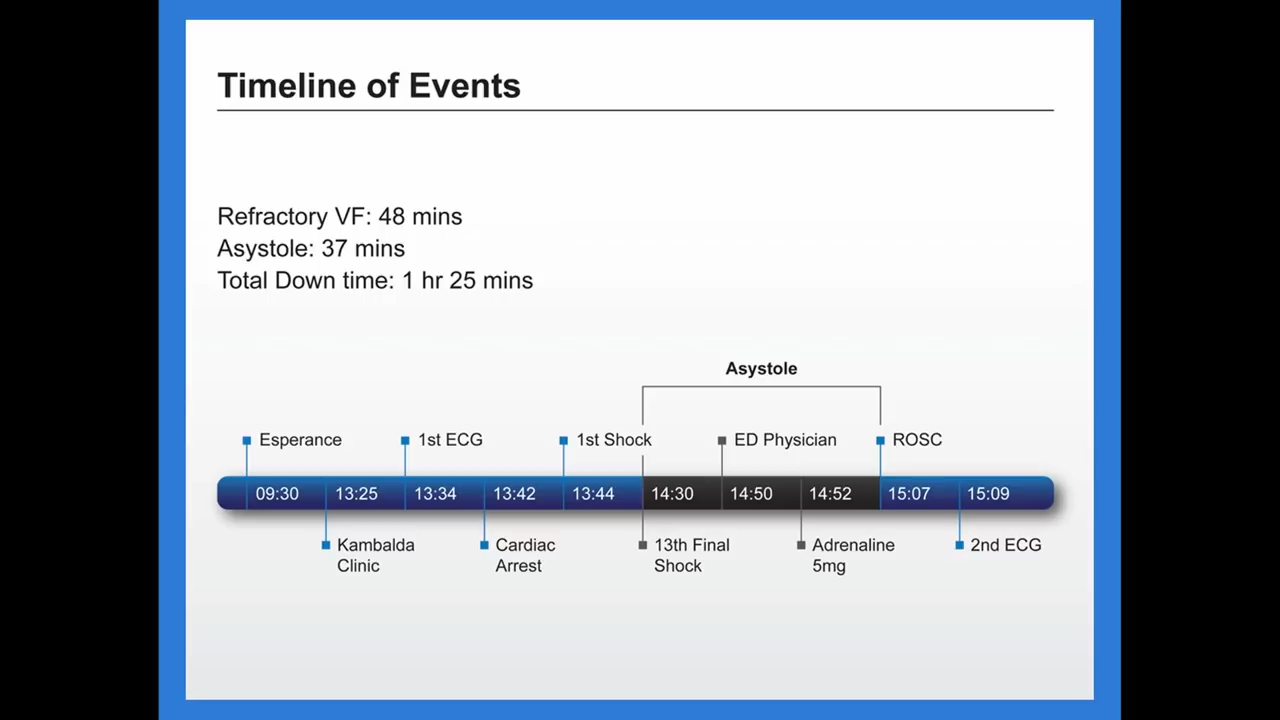 Timeline of Events
Refractory VF: 48 mins
Asystole: 37 mins
Total Down time: 1 hr 25 mins
Asystole
Esperance
1st ECG
1st Shock
ED Physician
ROSC
09:30
13:25
13:34
13:42
13:44
14:30
14:50
14:52
15:07
15:09
Kambalda
Clinic
Cardiac
Arrest
13th Final
Shock
Adrenaline
5mg
2nd ECG